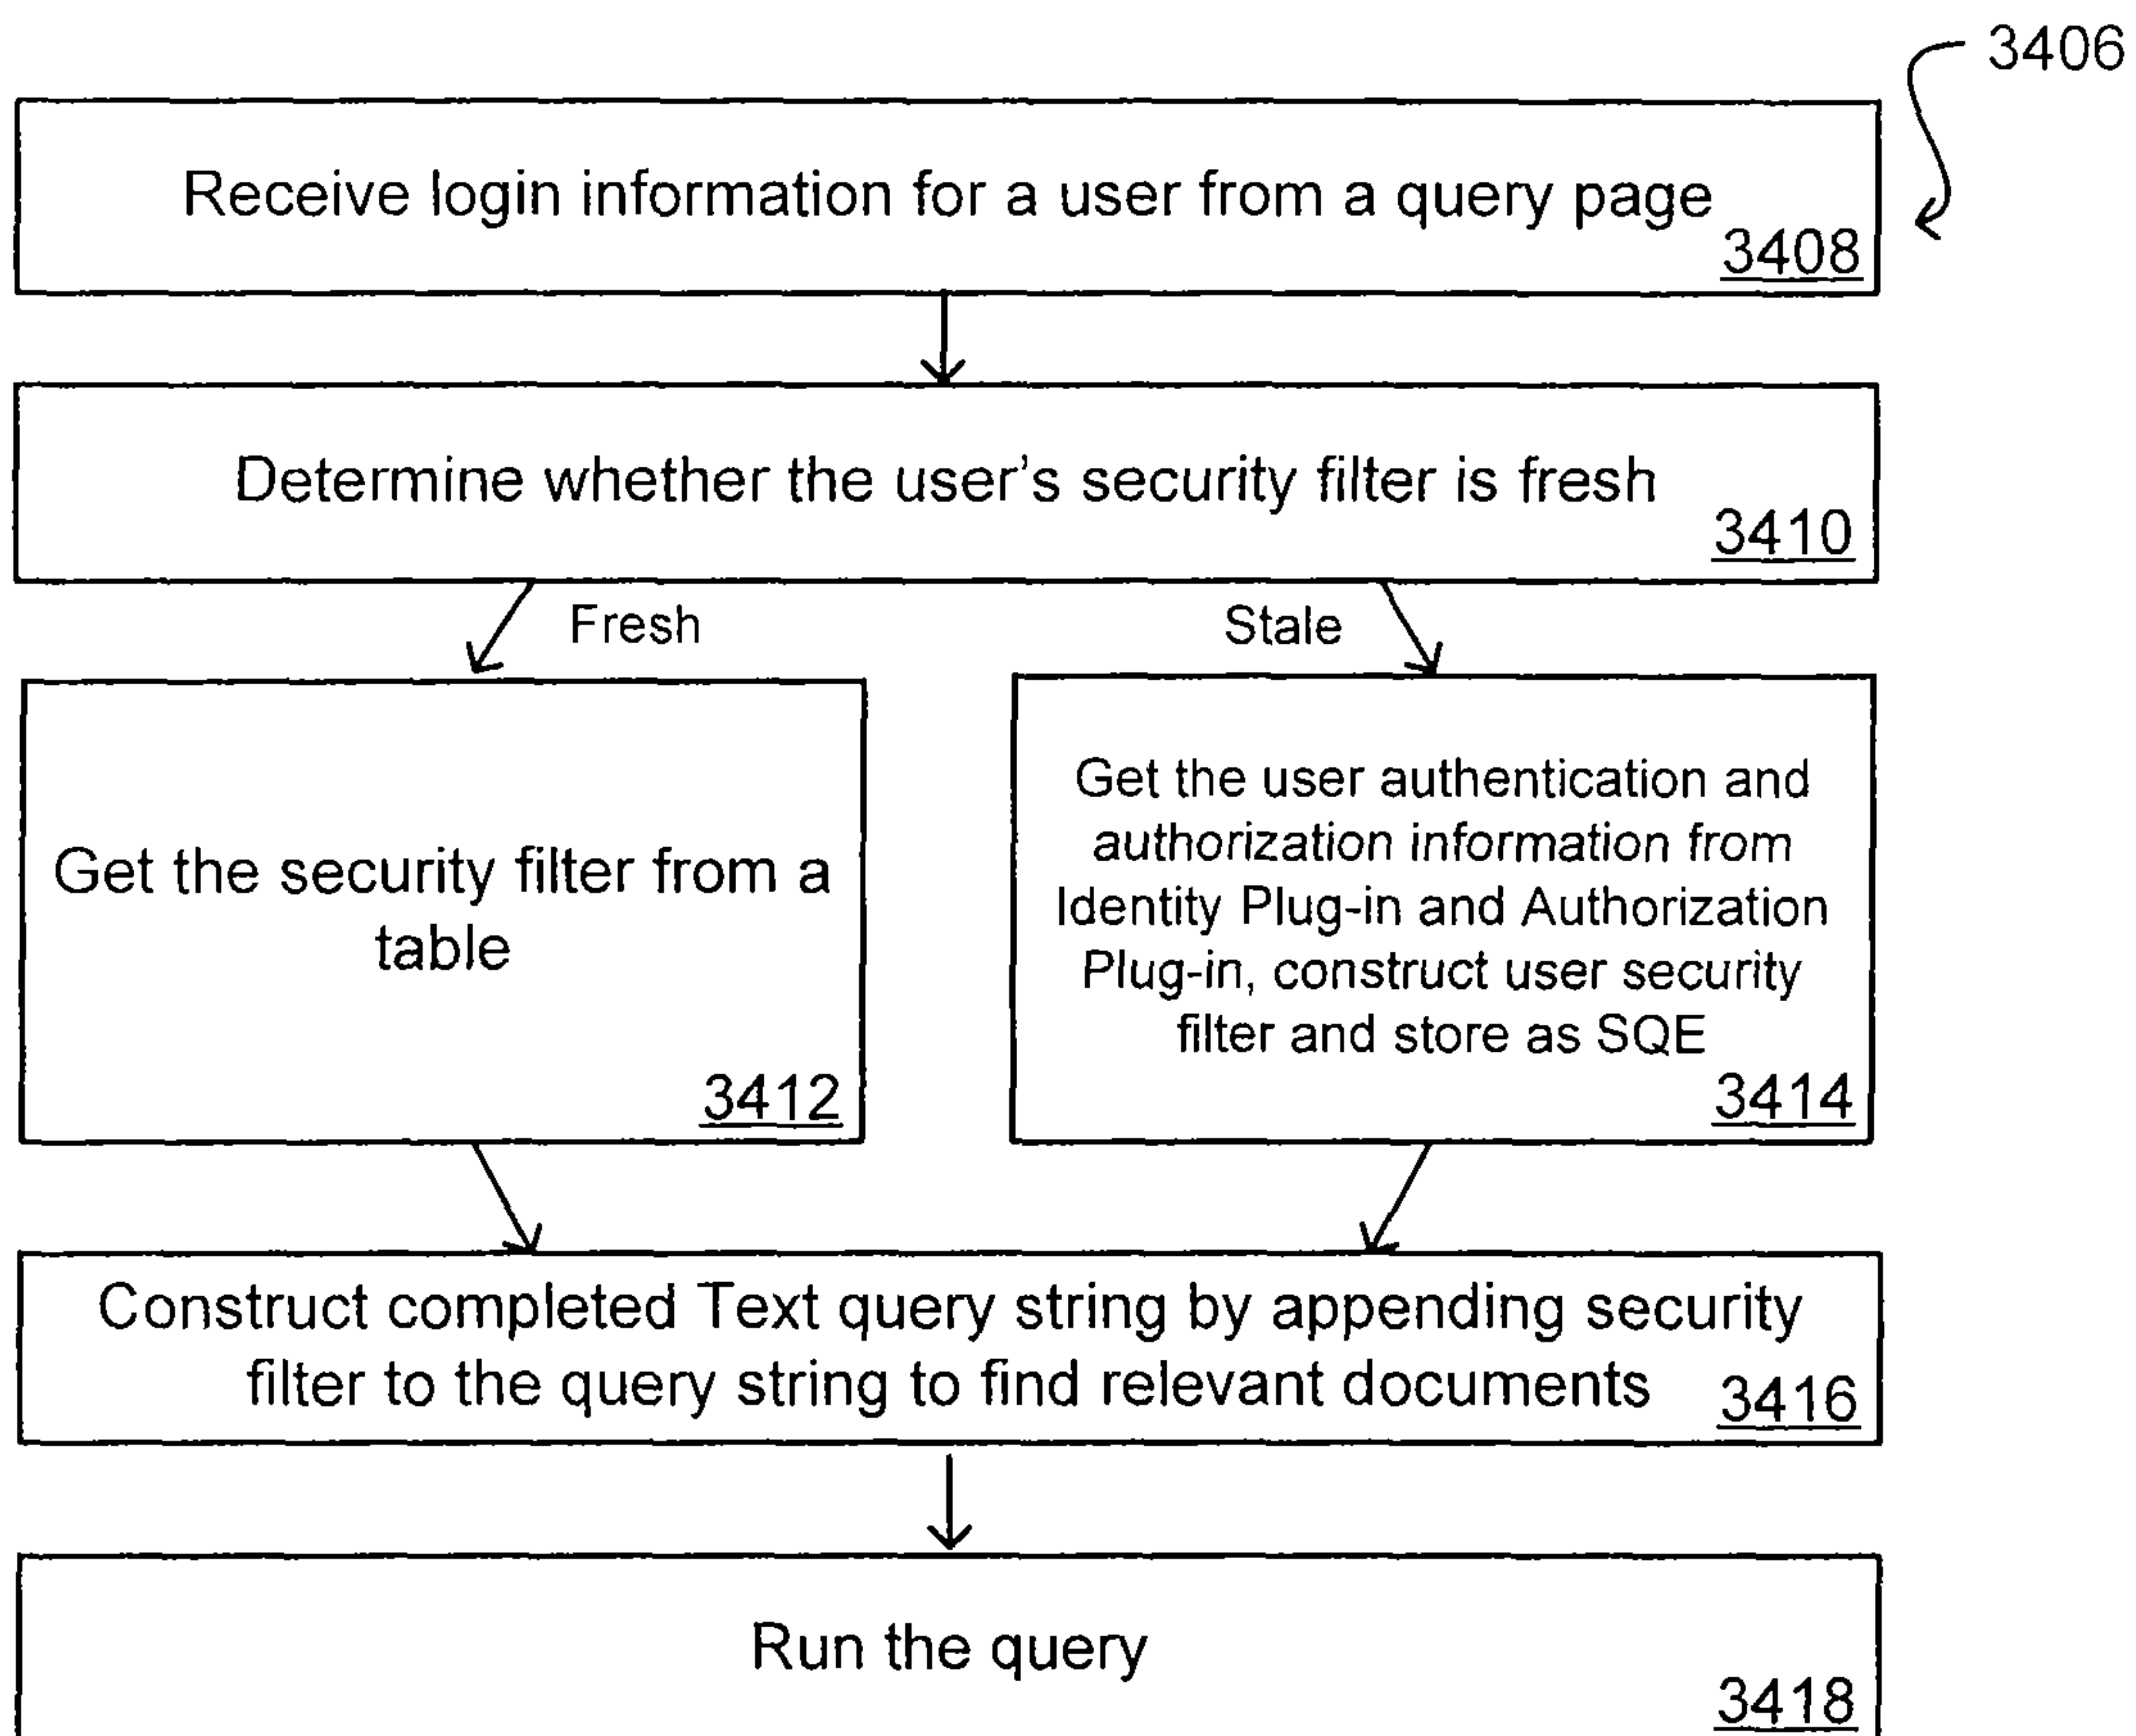 3406
Receive login information for a user from a query page
3408
Determine whether the user's security filter is fresh
3410
Fresh
Stale
Get the security filter from a
table
3412
Get the user authentication and
authorization information from
Identity Plug-in and Authorization
Plug-in, construct user security
filter and store as SQE
3414
Construct completed Text query string by appending security
filter to the query string to find relevant documents
3416
Run the query
3418